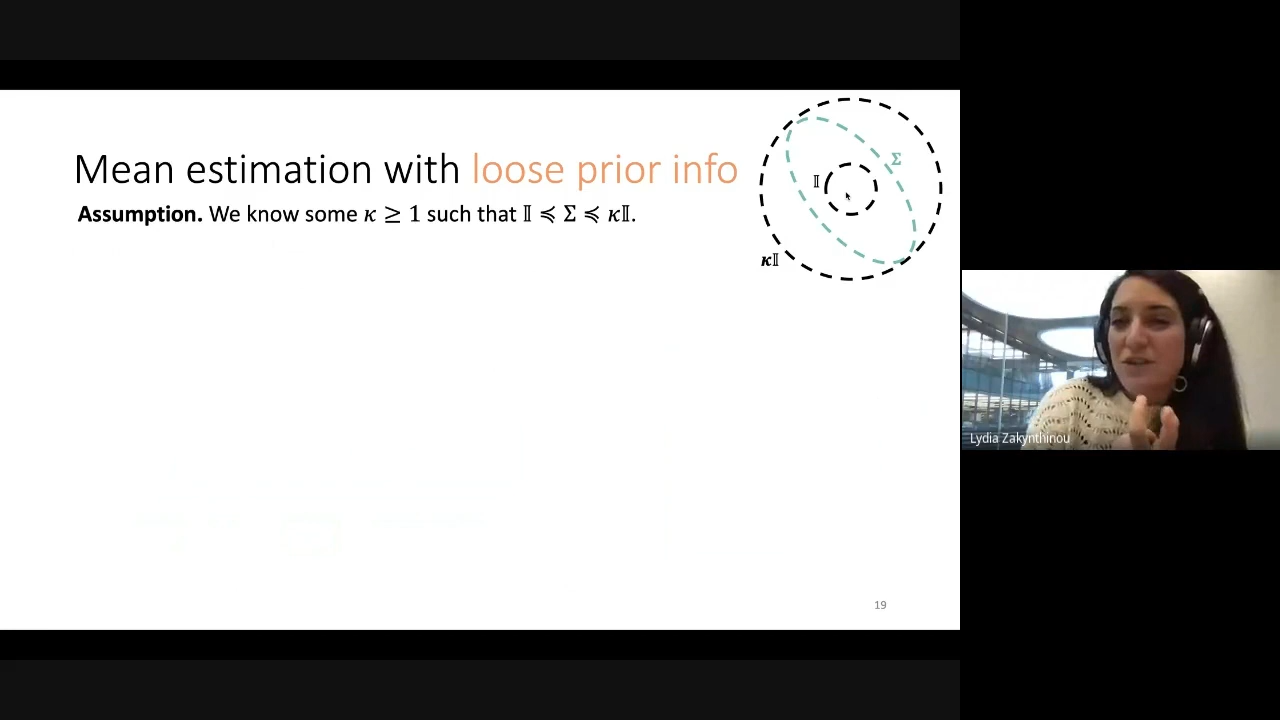 Mean estimation with loose prior info
Assumption. We know some κ ≥ 1 such that 𝕀 ≼ Σ ≼ κ𝕀.
Σ
𝕀
κ𝕀
19
Lydia Zakynthinou